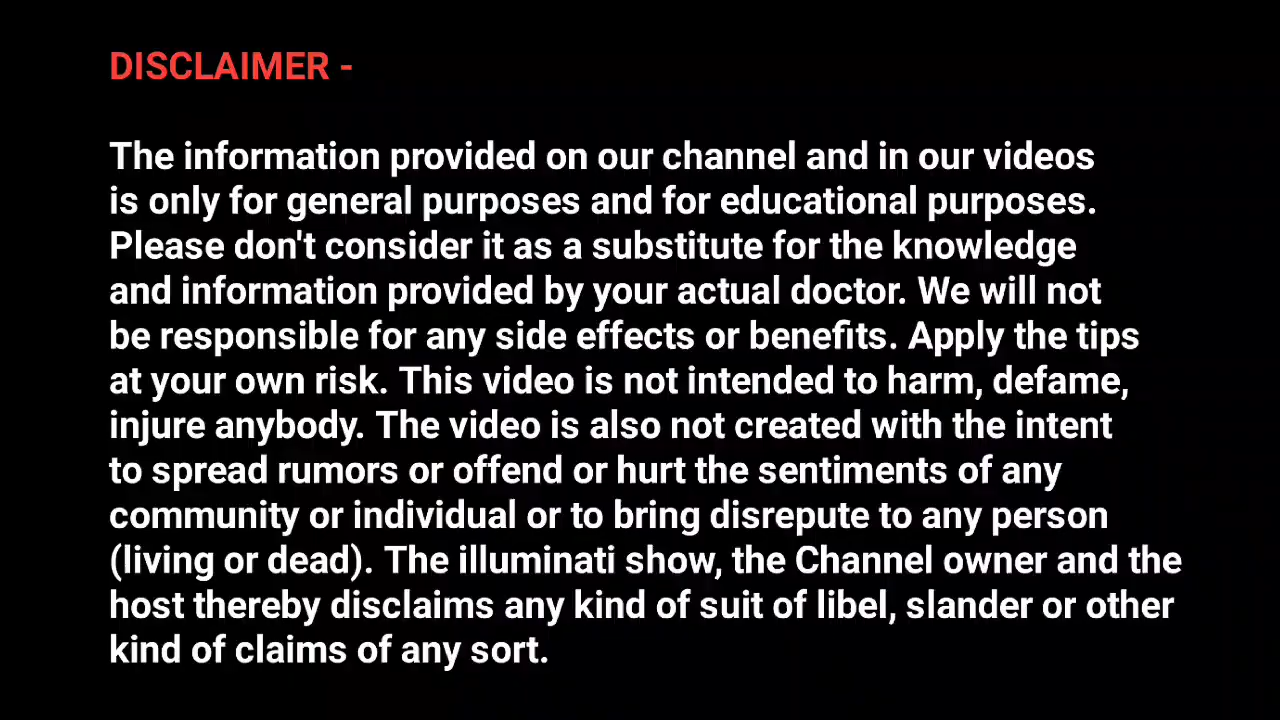 DISCLAIMER -
The information provided on our channel and in our videos
is only for general purposes and for educational purposes.
Please don't consider it as a substitute for the knowledge
and information provided by your actual doctor. We will not
be responsible for any side effects or benefits. Apply the tips
at your own risk. This video is not intended to harm, defame,
injure anybody. The video is also not created with the intent
to spread rumors or offend or hurt the sentiments of any
community or individual or to bring disrepute to any person
(living or dead). The illuminati show, the Channel owner and the
host thereby disclaims any kind of suit of libel, slander or other
kind of claims of any sort.